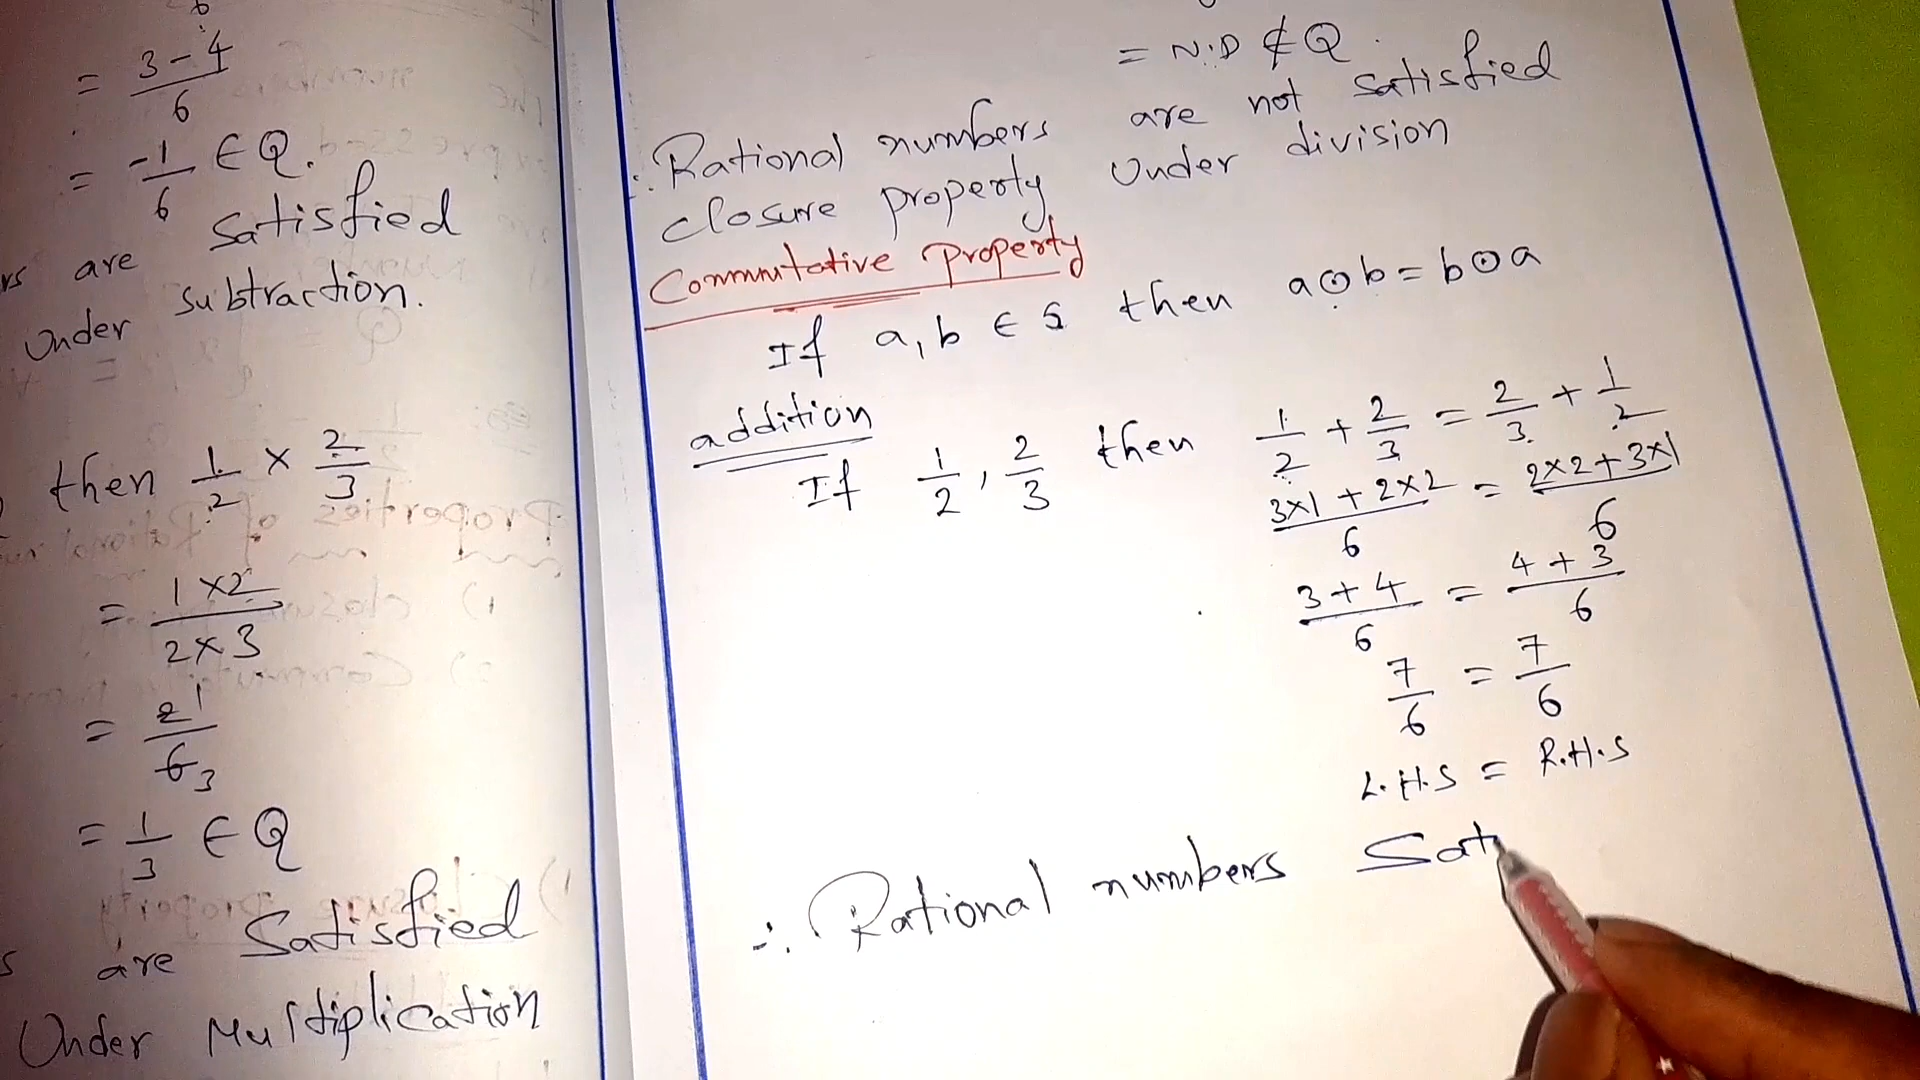 = 3 - 4 / 6
= -1/6 ∈ Q.
are satisfied
Under subtraction.
then 1/2 × 2/3
= 1×2 / 2×3
= 2 1 / 6 3
= 1/3 ∈ Q
are Satisfied
Under Multiplication
= N.D ∉ Q.
∴ Rational numbers are not satisfied
closure property Under division
Commutative Property
If a, b ∈ S then a⊙b = b⊙a
addition
If 1/2, 2/3 then 1/2 + 2/3 = 2/3 + 1/2
3×1 + 2×2 / 6 = 2×2 + 3×1 / 6
3 + 4 / 6 = 4 + 3 / 6
7/6 = 7/6
L.H.S = R.H.S
∴ Rational numbers Sat